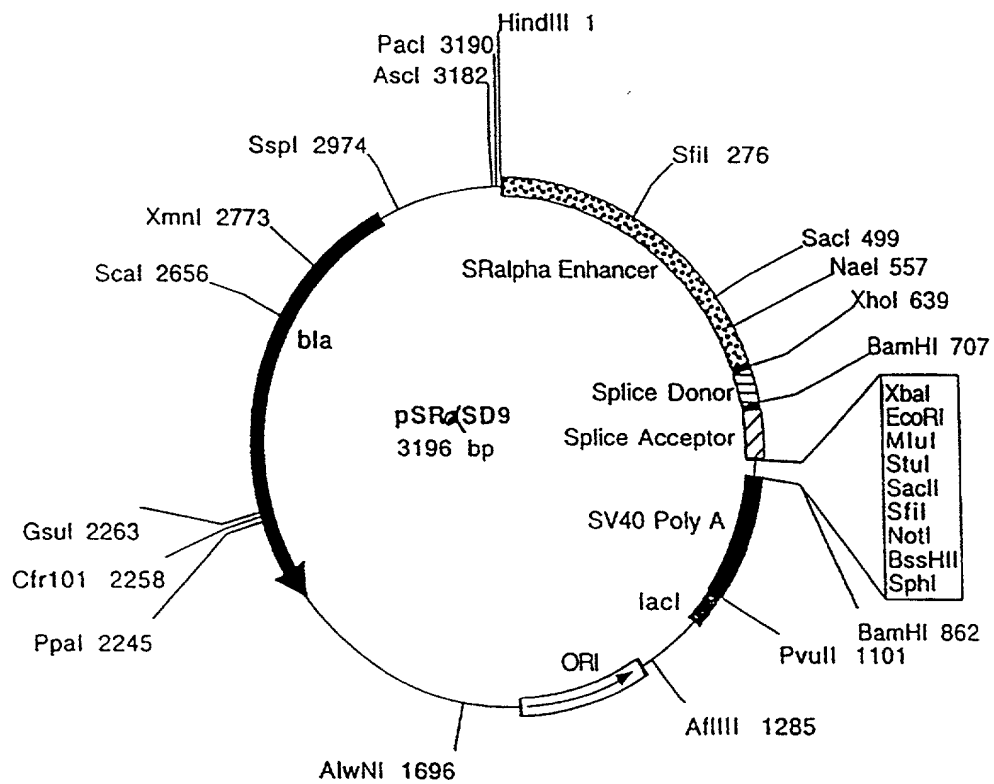 HindIII 1
PacI 3190
AscI 3182
SspI 2974
SfiI 276
XmnI 2773
SacI 499
ScaI 2656
SRalpha Enhancer
NaeI 557
XhoI 639
bla
BamHI 707
Splice Donor
XbaI
pSRαSD9
EcoRI
3196 bp
Splice Acceptor
MluI
StuI
SacII
SfiI
SV40 Poly A
NotI
GsuI 2263
BssHII
SphI
Cfr101 2258
lacI
BamHI 862
PpaI 2245
PvuII 1101
ORI
AflIII 1285
AlwNI 1696